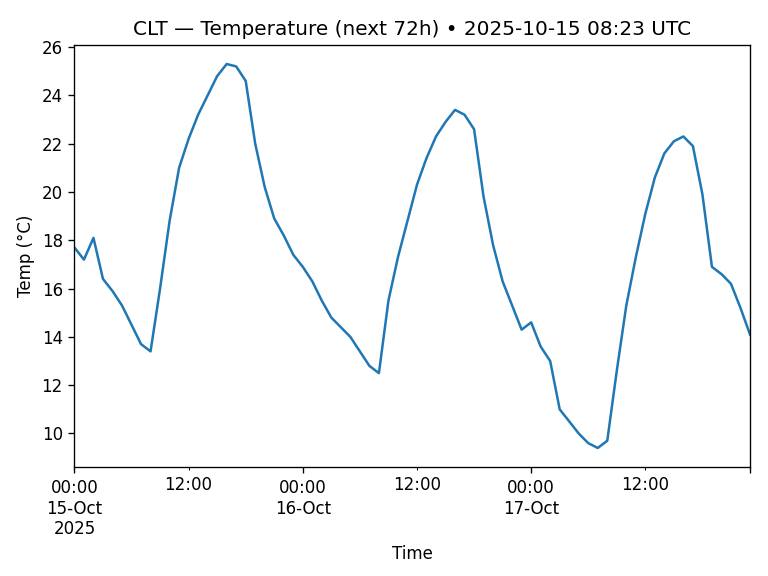 CLT — Temperature (next 72h) • 2025-10-15 08:23 UTC
26
24
22
20
18
16
14
12
10
Temp (°C)
00:00 12:00 00:00 12:00 00:00 12:00
15-Oct 16-Oct 17-Oct
2025
Time